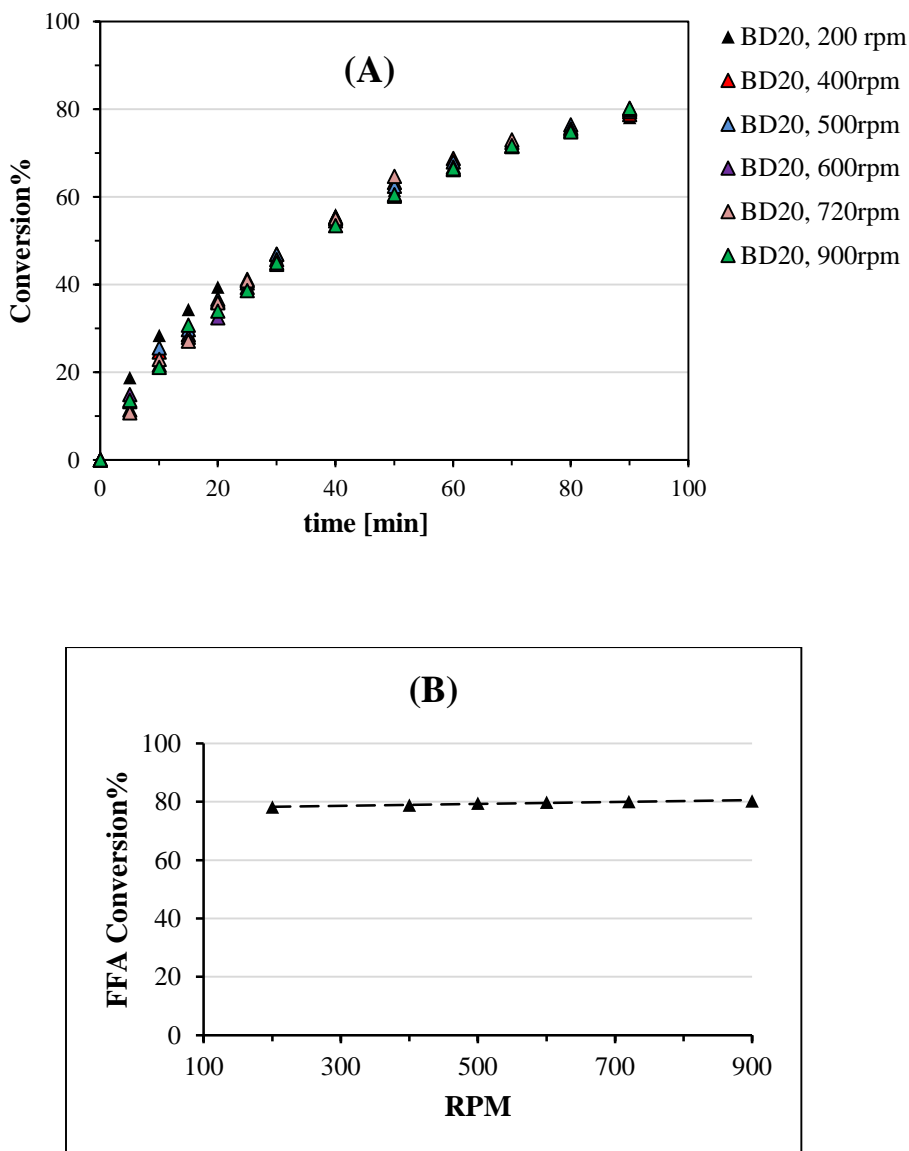 (A)
100
80
60
40
20
0
Conversion%
0 20 40 60 80 100
time [min]
BD20, 200 rpm
BD20, 400rpm
BD20, 500rpm
BD20, 600rpm
BD20, 720rpm
BD20, 900rpm
(B)
100
80
60
40
20
0
FFA Conversion%
100 300 500 700 900
RPM